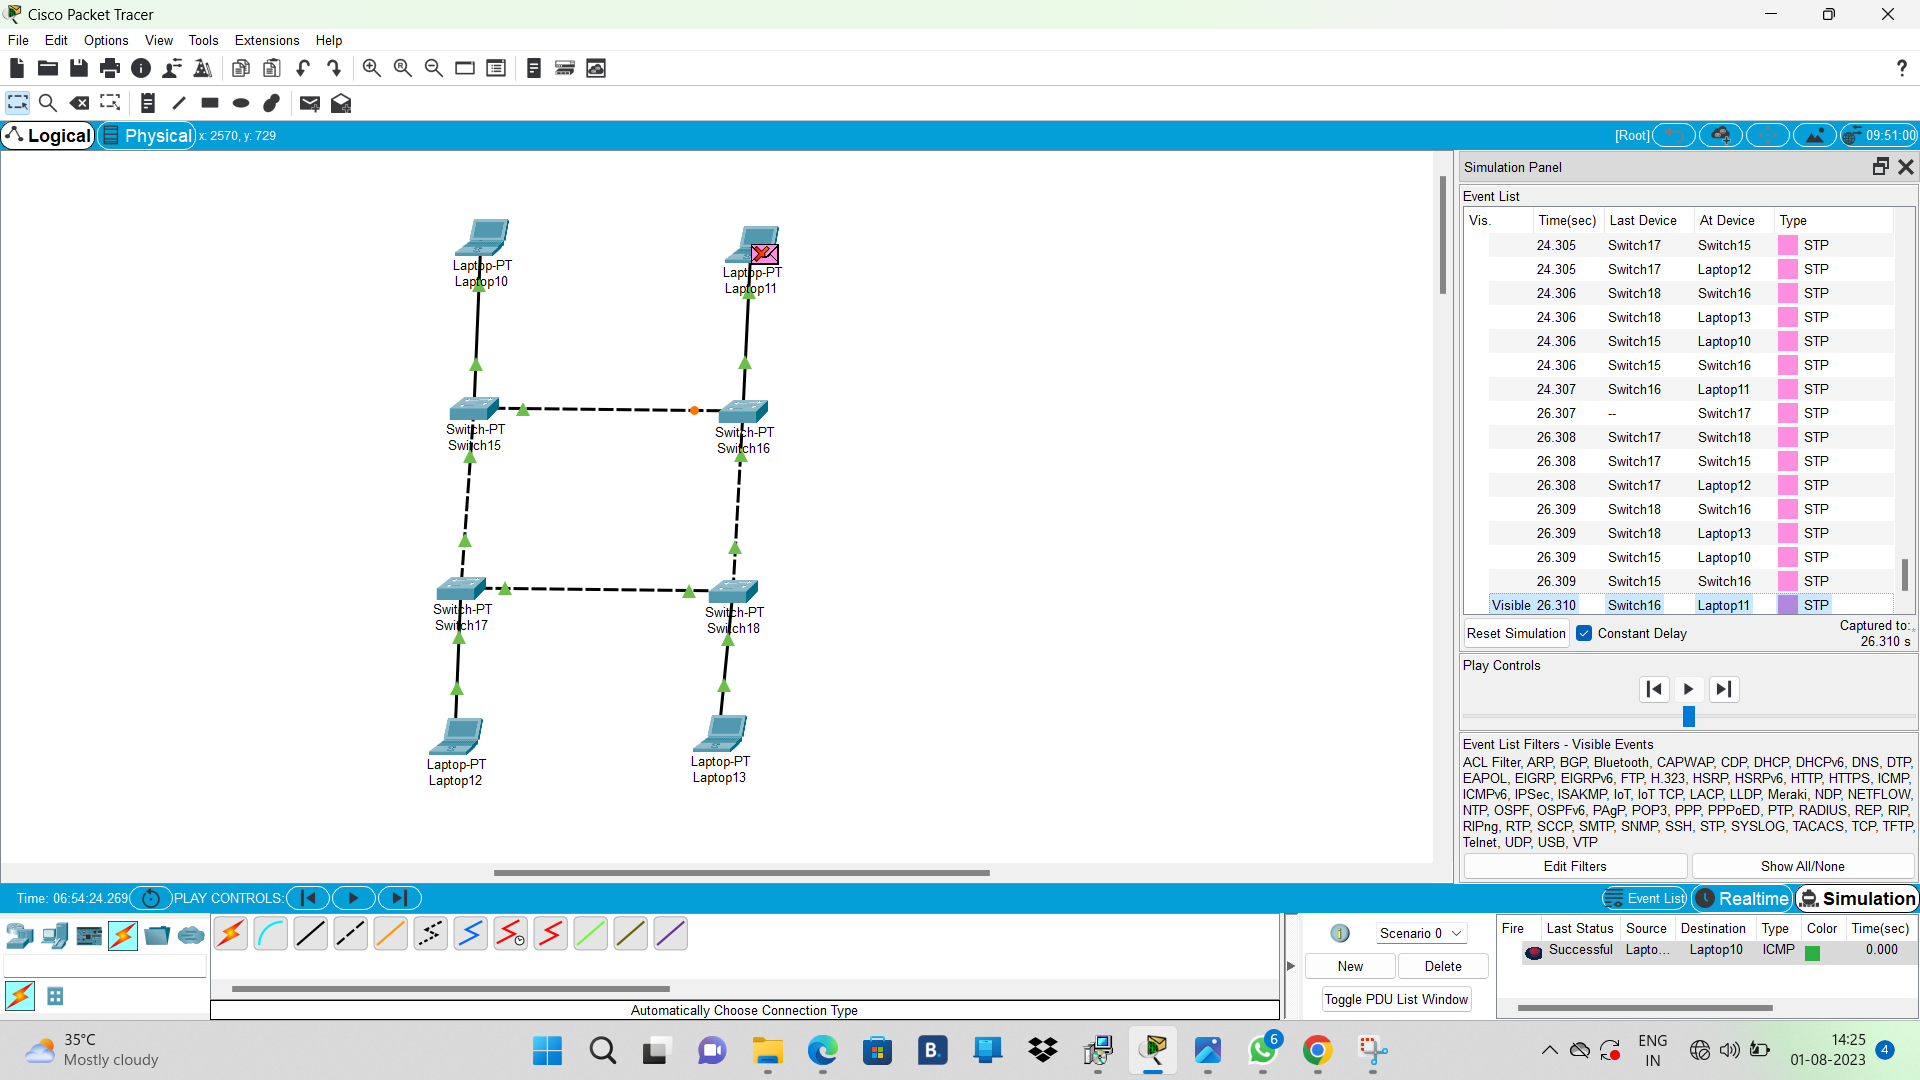 Cisco Packet Tracer
File Edit Options View Tools Extensions Help
?
Logical Physical x: 2570, y: 729 [Root] 09:51:00
Simulation Panel
Event List
Vis. Time(sec) Last Device At Device Type
24.305 Switch17 Switch15 STP
24.305 Switch17 Laptop12 STP
24.306 Switch18 Switch16 STP
24.306 Switch18 Laptop13 STP
24.306 Switch15 Laptop10 STP
24.306 Switch15 Switch16 STP
24.307 Switch16 Laptop11 STP
26.307 -- Switch17 STP
26.308 Switch17 Switch18 STP
26.308 Switch17 Switch15 STP
26.308 Switch17 Laptop12 STP
26.309 Switch18 Switch16 STP
26.309 Switch18 Laptop13 STP
26.309 Switch15 Laptop10 STP
26.309 Switch15 Switch16 STP
Visible 26.310 Switch16 Laptop11 STP
Reset Simulation Constant Delay Captured to:
26.310 s
Play Controls
Event List Filters - Visible Events
ACL Filter, ARP, BGP, Bluetooth, CAPWAP, CDP, DHCP, DHCPv6, DNS, DTP,
EAPOL, EIGRP, EIGRPv6, FTP, H.323, HSRP, HSRPv6, HTTP, HTTPS, ICMP,
ICMPv6, IPSec, ISAKMP, IoT, IoT TCP, LACP, LLDP, Meraki, NDP, NETFLOW,
NTP, OSPF, OSPFv6, PAgP, POP3, PPP, PPPoED, PTP, RADIUS, REP, RIP,
RIPng, RTP, SCCP, SMTP, SNMP, SSH, STP, SYSLOG, TACACS, TCP, TFTP,
Telnet, UDP, USB, VTP
Edit Filters Show All/None
Laptop-PT
Laptop10
Laptop-PT
Laptop11
Switch-PT
Switch15
Switch-PT
Switch16
Switch-PT
Switch17
Switch-PT
Switch18
Laptop-PT
Laptop12
Laptop-PT
Laptop13
Time: 06:54:24.269 PLAY CONTROLS: Event List Realtime Simulation
Scenario 0
New Delete
Toggle PDU List Window
Fire Last Status Source Destination Type Color Time(sec)
Successful Lapto... Laptop10 ICMP 0.000
Automatically Choose Connection Type
35°C
Mostly cloudy
B.
6
ENG
IN
14:25
01-08-2023
4